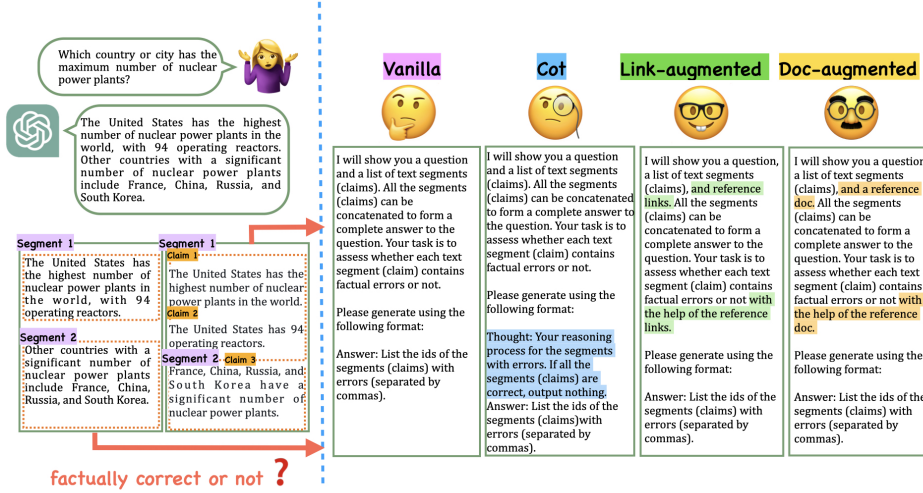 Which country or city has the
maximum number of nuclear
power plants?
The United States has the highest
number of nuclear power plants in the
world, with 94 operating reactors.
Other countries with a significant
number of nuclear power plants
include France, China, Russia, and
South Korea.
Segment 1
The United States has
the highest number of
nuclear power plants in
the world, with 94
operating reactors.
Segment 2
Other countries with a
significant number of
nuclear power plants
include France, China,
Russia, and South Korea.
Segment 1
Claim 1
The United States has the
highest number of nuclear
power plants in the world.
Claim 2
The United States has 94
operating reactors.
Segment 2
Claim 3
France, China, Russia, and
South Korea have a
significant number of
nuclear power plants.
factually correct or not ?
Vanilla
I will show you a question
and a list of text segments
(claims). All the segments
(claims) can be
concatenated to form a
complete answer to the
question. Your task is to
assess whether each text
segment (claim) contains
factual errors or not.
Please generate using the
following format:
Answer: List the ids of the
segments (claims) with
errors (separated by
commas).
Cot
I will show you a question
and a list of text segments
(claims). All the segments
(claims) can be concatenated
to form a complete answer to
the question. Your task is to
assess whether each text
segment (claim) contains
factual errors or not.
Please generate using the
following format:
Thought: Your reasoning
process for the segments
with errors. If all the
segments (claims) are
correct, output nothing.
Answer: List the ids of the
segments (claims)with
errors (separated by
commas).
Link-augmented
I will show you a question,
a list of text segments
(claims), and reference
links. All the segments
(claims) can be
concatenated to form a
complete answer to the
question. Your task is to
assess whether each text
segment (claim) contains
factual errors or not with
the help of the reference
links.
Please generate using the
following format:
Answer: List the ids of the
segments (claims) with
errors (separated by
commas).
Doc-augmented
I will show you a question,
a list of text segments
(claims), and a reference
doc. All the segments
(claims) can be
concatenated to form a
complete answer to the
question. Your task is to
assess whether each text
segment (claim) contains
factual errors or not with
the help of the reference
doc.
Please generate using the
following format:
Answer: List the ids of the
segments (claims) with
errors (separated by
commas).